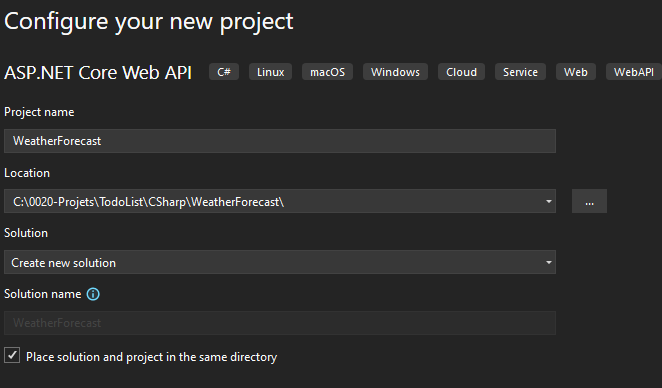 Configure your new project
ASP.NET Core Web API C# Linux macOS Windows Cloud Service Web WebAPI
Project name
WeatherForecast
Location
C:\0020-Projets\TodoList\CSharp\WeatherForecast\ ...
Solution
Create new solution
Solution name
WeatherForecast
Place solution and project in the same directory